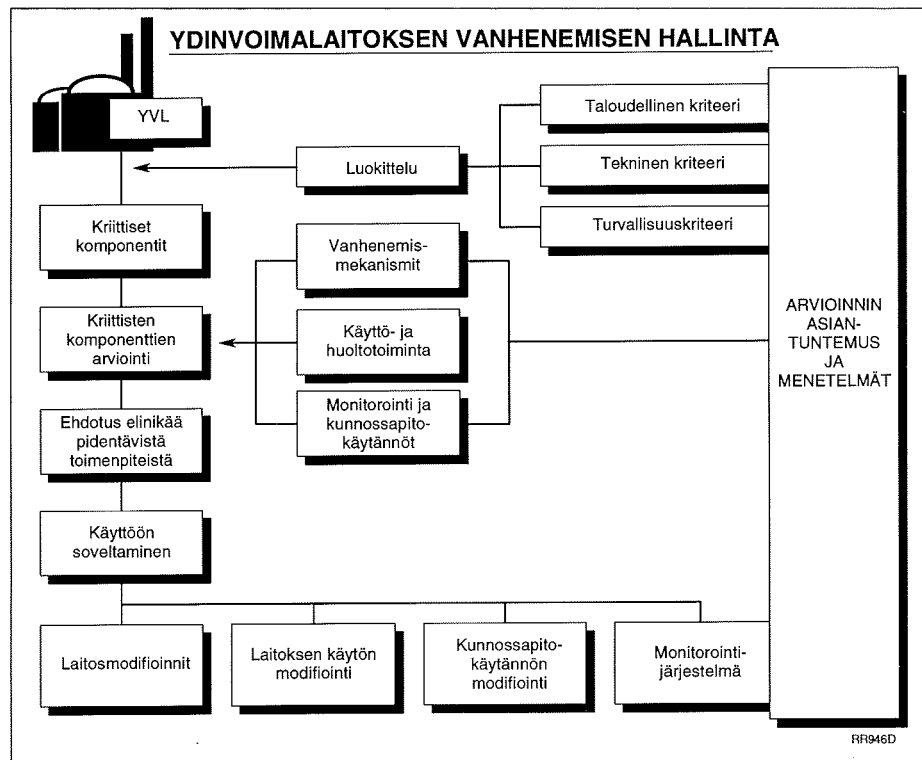 YDINVOIMALAITOKSEN VANHENEMISEN HALLINTA
YVL
Luokittelu
Taloudellinen kriteeri
Tekninen kriteeri
Turvallisuuskriteeri
Kriittiset
komponentit
Kriittisten
komponenttien
arviointi
Ehdotus elinikää
pidentävistä
toimenpiteistä
Käyttöön
soveltaminen
Vanhenemis-
mekanismit
Käyttö- ja
huoltotoiminta
Monitorointi ja
kunnossapito-
käytännöt
ARVIOINNIN
ASIAN-
TUNTEMUS
JA
MENETELMÄT
Laitosmodifioinnit
Laitoksen käytön
modifiointi
Kunnossapito-
käytännön
modifiointi
Monitorointi-
järjestelmä
RR946D